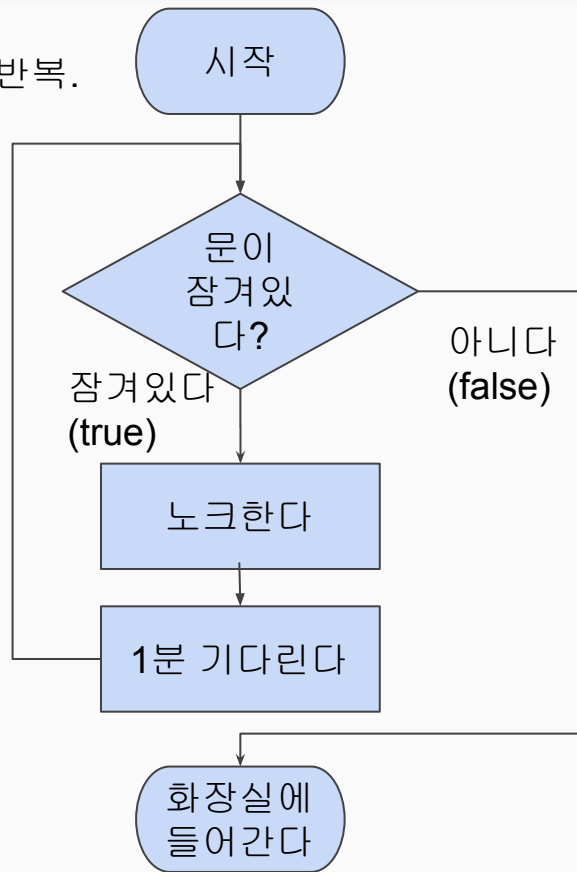 반복.
시작
문이
잠겨있
다?
아니다
(false)
잠겨있다
(true)
노크한다
1분 기다린다
화장실에
들어간다